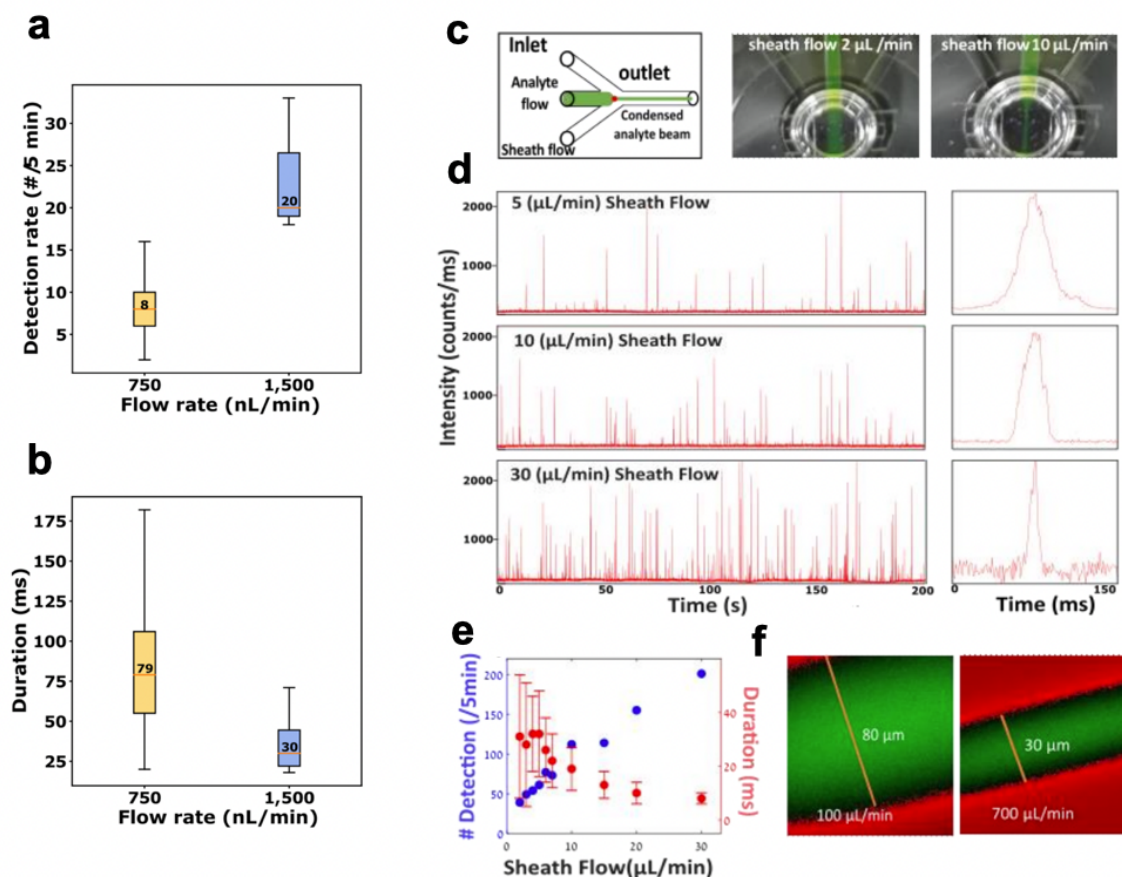 a
Detection rate (#/5 min)
30
25
20
15
10
5
8
20
750
1,500
Flow rate (nL/min)
b
Duration (ms)
175
150
125
100
75
50
25
79
30
750
1,500
Flow rate (nL/min)
c
Inlet
Analyte
flow
outlet
Condensed
analyte beam
Sheath flow
sheath flow 2 µL /min
sheath flow 10 µL/min
d
Intensity (counts/ms)
5 (µL/min) Sheath Flow
2000
1000
10 (µL/min) Sheath Flow
2000
1000
30 (µL/min) Sheath Flow
2000
1000
0
50
100
150
200
Time (s)
0
150
Time (ms)
e
# Detection (/5min)
200
150
100
50
0
Duration (ms)
40
20
0
0
10
20
30
Sheath Flow(µL/min)
f
80 µm
100 µL/min
30 µm
700 µL/min